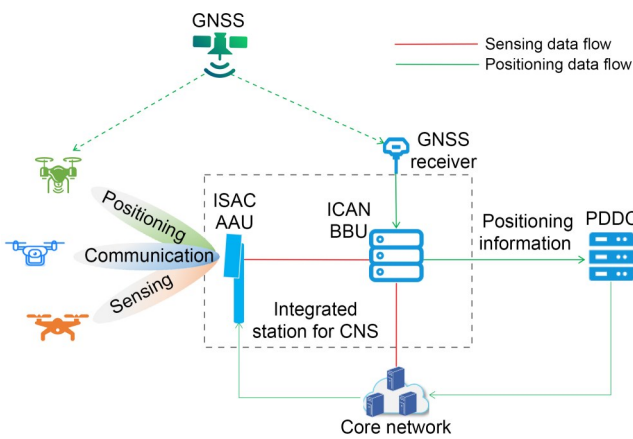 GNSS
Sensing data flow
Positioning data flow
GNSS
receiver
ISAC
AAU
ICAN
BBU
Positioning
information
PDDC
Positioning
Communication
Sensing
Integrated
station for CNS
Core network